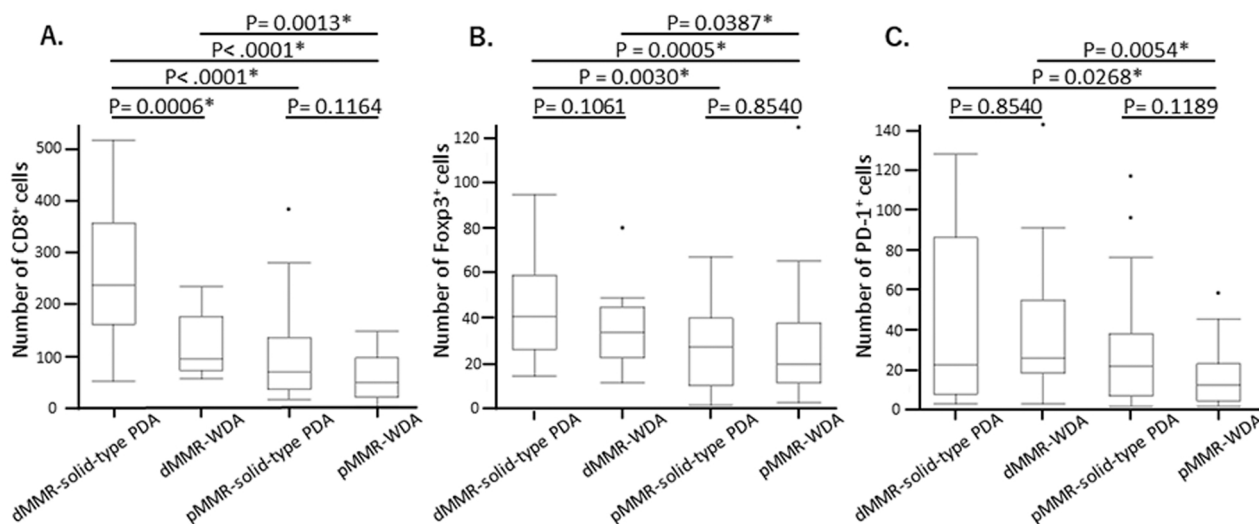 A.
P= 0.0013*
P< .0001*
P< .0001*
P= 0.0006*
P= 0.1164
Number of CD8+ cells
500
400
300
200
100
0
dMMR-solid-type PDA
dMMR-WDA
pMMR-solid-type PDA
pMMR-WDA
B.
P= 0.0387*
P = 0.0005*
P = 0.0030*
P= 0.1061
P= 0.8540
Number of Foxp3+ cells
120
100
80
60
40
20
0
dMMR-solid-type PDA
dMMR-WDA
pMMR-solid-type PDA
pMMR-WDA
C.
P= 0.0054*
P = 0.0268*
P= 0.8540
P= 0.1189
Number of PD-1+ cells
140
120
100
80
60
40
20
0
dMMR-solid-type PDA
dMMR-WDA
pMMR-solid-type PDA
pMMR-WDA